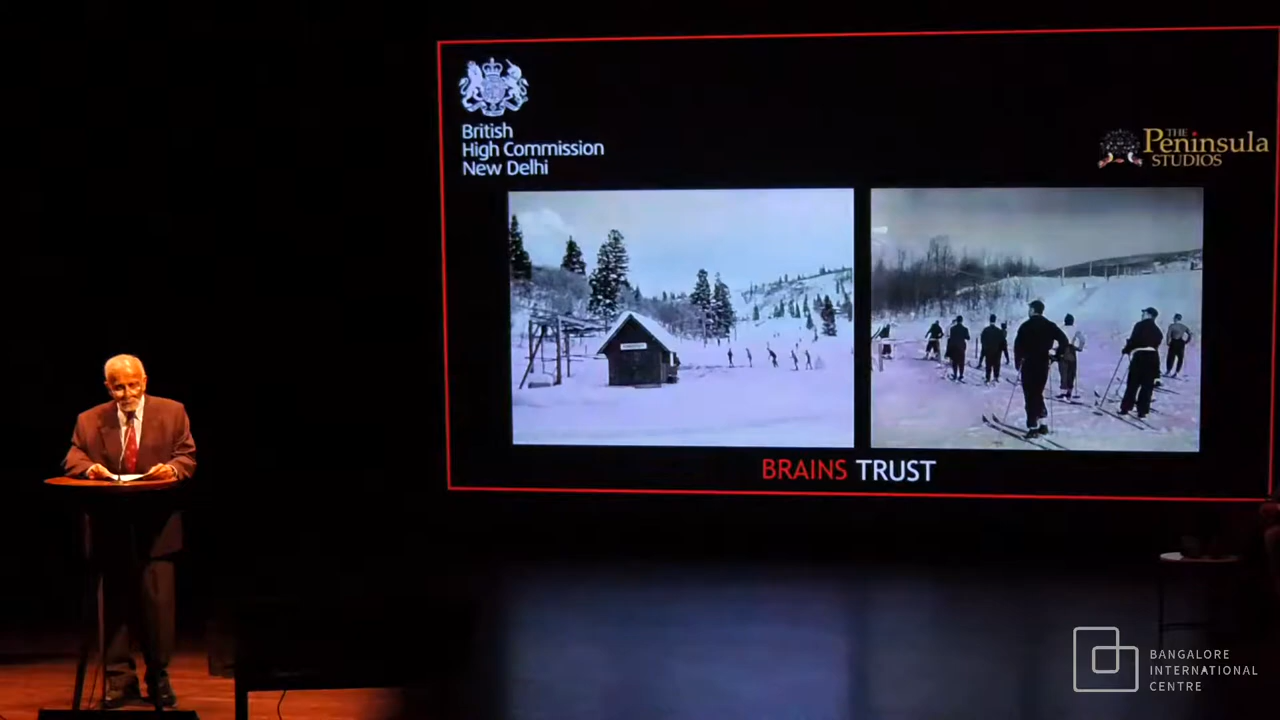 British
High Commission
New Delhi
THE
Peninsula
STUDIOS
BRAINS TRUST
BANGALORE
INTERNATIONAL
CENTRE